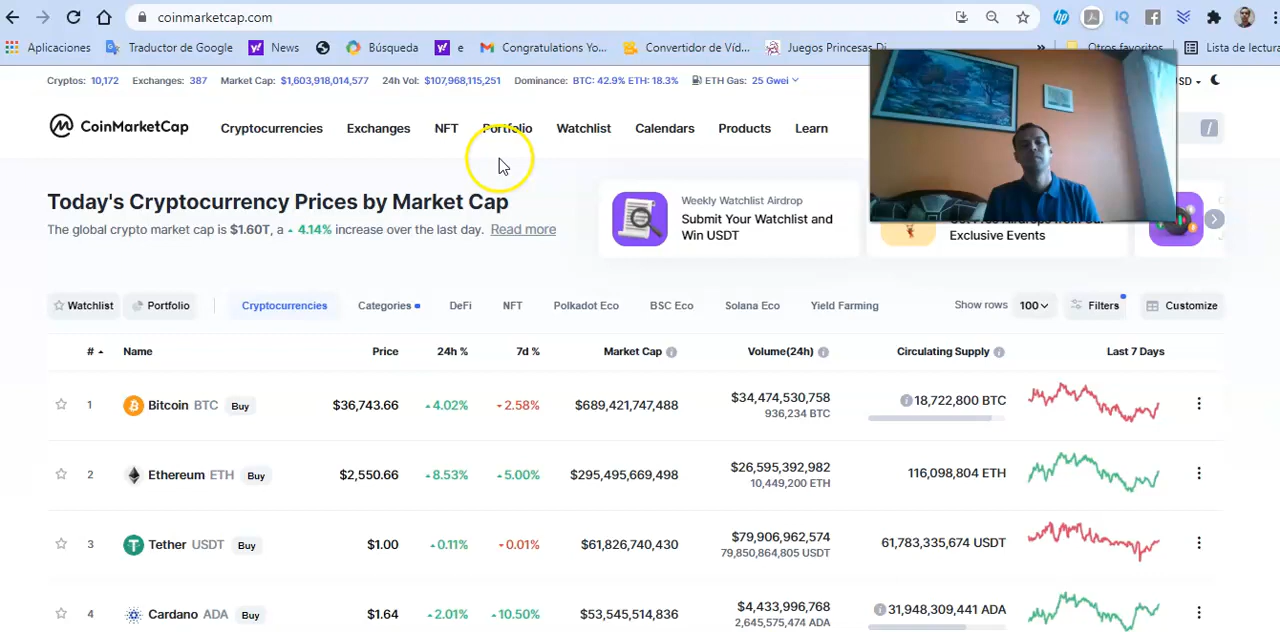 coinmarketcap.com
Aplicaciones Traductor de Google News Búsqueda e Congratulations Yo... Convertidor de Víd... Juegos Princesas Di » Otros favoritos Lista de lectura
Cryptos: 10,172 Exchanges: 387 Market Cap: $1,603,918,014,577 24h Vol: $107,968,115,251 Dominance: BTC: 42.9% ETH: 18.3% ETH Gas: 25 Gwei
CoinMarketCap Cryptocurrencies Exchanges NFT Portfolio Watchlist Calendars Products Learn /
Today's Cryptocurrency Prices by Market Cap
The global crypto market cap is $1.60T, a 4.14% increase over the last day. Read more
Weekly Watchlist Airdrop
Submit Your Watchlist and
Win USDT
Exclusive Events
Watchlist Portfolio Cryptocurrencies Categories DeFi NFT Polkadot Eco BSC Eco Solana Eco Yield Farming Show rows 100 Filters Customize
# Name Price 24h % 7d % Market Cap Volume(24h) Circulating Supply Last 7 Days
1 Bitcoin BTC Buy $36,743.66 4.02% 2.58% $689,421,747,488 $34,474,530,758 18,722,800 BTC
936,234 BTC
2 Ethereum ETH Buy $2,550.66 8.53% 5.00% $295,495,669,498 $26,595,392,982 116,098,804 ETH
10,449,200 ETH
3 Tether USDT Buy $1.00 0.11% 0.01% $61,826,740,430 $79,906,962,574 61,783,335,674 USDT
79,850,864,805 USDT
4 Cardano ADA Buy $1.64 2.01% 10.50% $53,545,514,836 $4,433,996,768 31,948,309,441 ADA
2,645,575,474 ADA